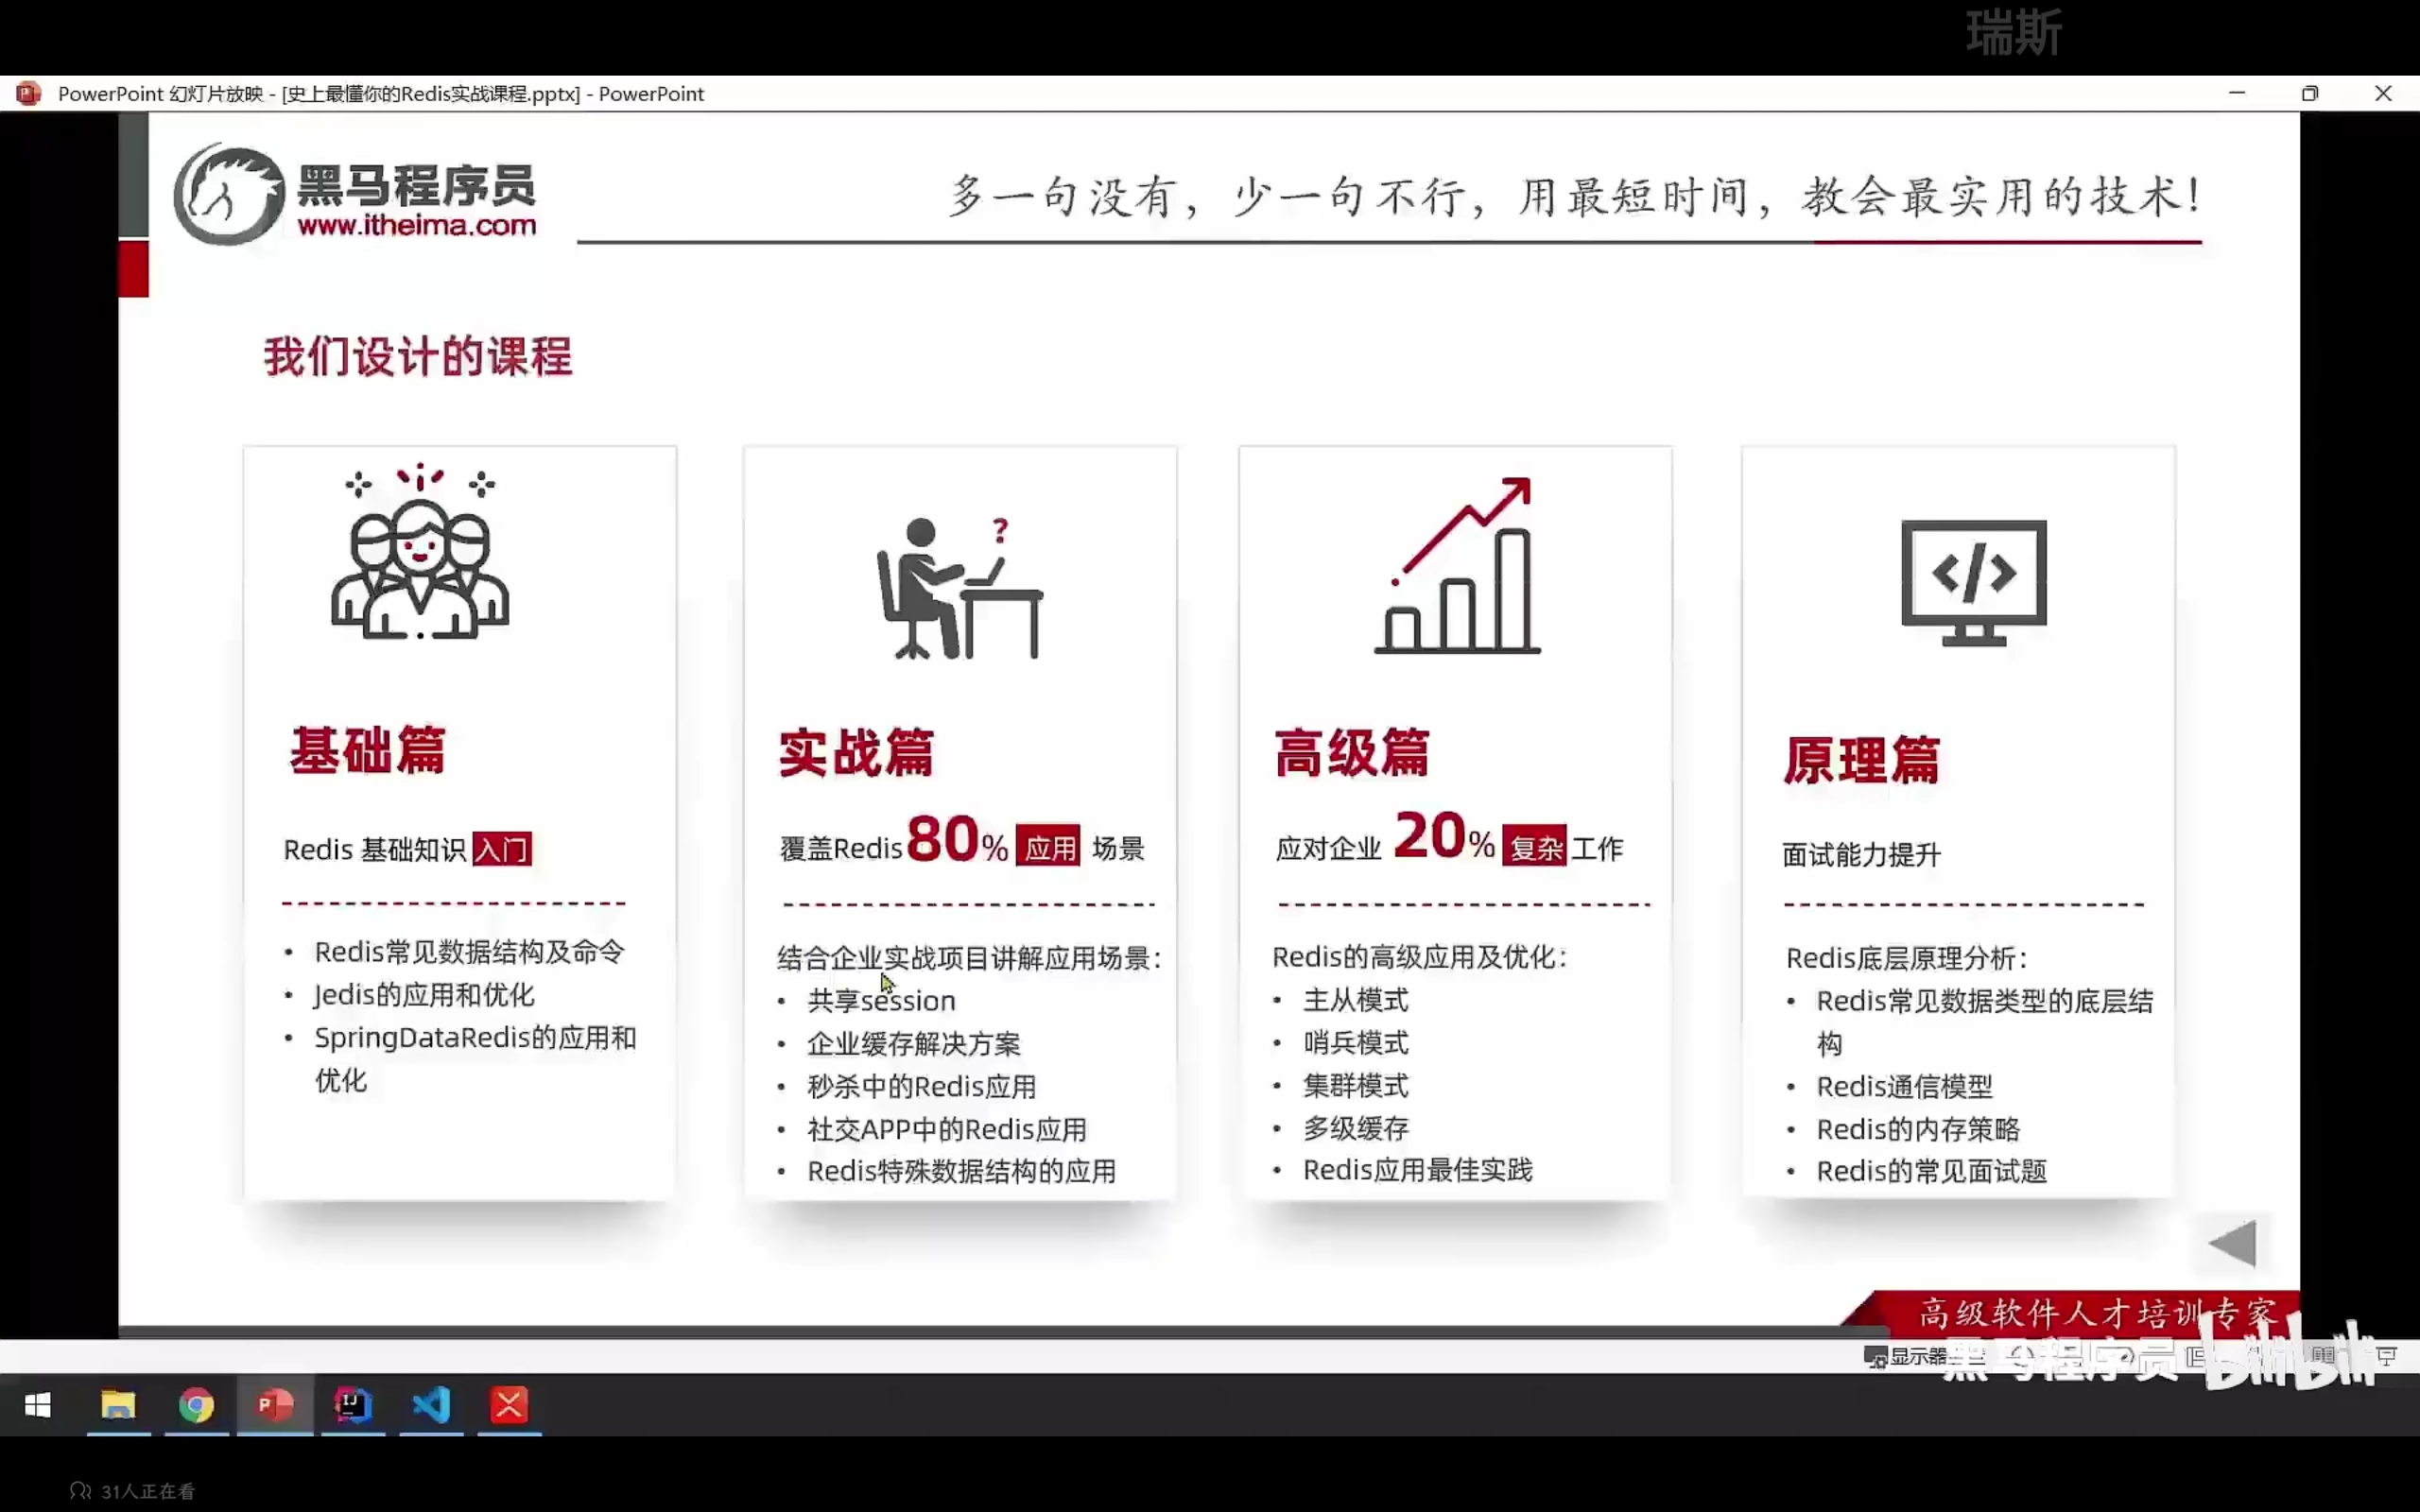 瑞斯
PowerPoint 幻灯片放映 - [史上最懂你的Redis实战课程.pptx] - PowerPoint
黑马程序员
www.itheima.com
多一句没有，少一句不行，用最短时间，教会最实用的技术！
我们设计的课程
基础篇
Redis 基础知识 入门
• Redis常见数据结构及命令
• Jedis的应用和优化
• SpringDataRedis的应用和
优化
?
实战篇
覆盖Redis 80% 应用 场景
结合企业实战项目讲解应用场景：
• 共享session
• 企业缓存解决方案
• 秒杀中的Redis应用
• 社交APP中的Redis应用
• Redis特殊数据结构的应用
高级篇
应对企业 20% 复杂 工作
Redis的高级应用及优化：
• 主从模式
• 哨兵模式
• 集群模式
• 多级缓存
• Redis应用最佳实践
</>
原理篇
面试能力提升
Redis底层原理分析：
• Redis常见数据类型的底层结
构
• Redis通信模型
• Redis的内存策略
• Redis的常见面试题
高级软件人才培训专家
显示器
黑马程序员 bilibili
31人正在看